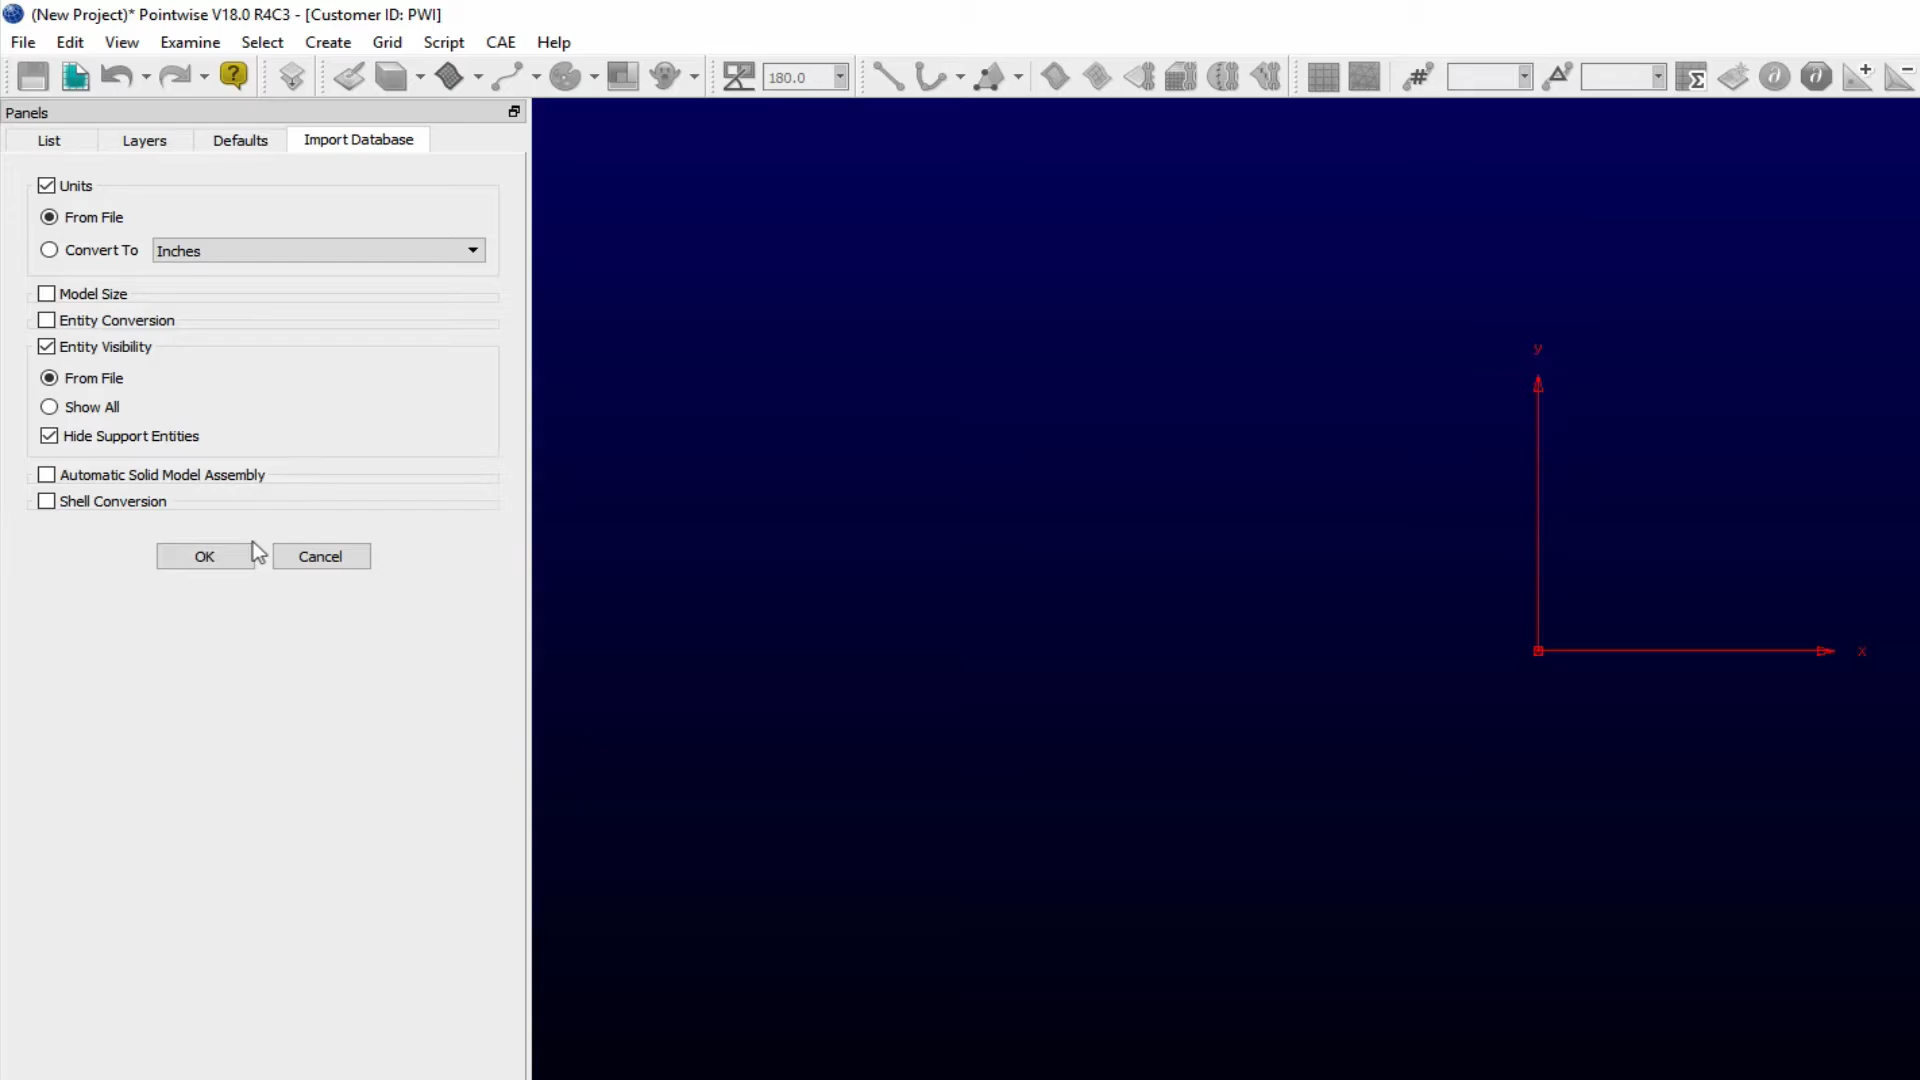 (New Project)* Pointwise V18.0 R4C3 - [Customer ID: PWI]
File Edit View Examine Select Create Grid Script CAE Help
? 180.0 # Σ ∂ ∂ + −
Panels
List Layers Defaults Import Database
Units
From File
Convert To Inches
Model Size
Entity Conversion
Entity Visibility
From File
Show All
Hide Support Entities
Automatic Solid Model Assembly
Shell Conversion
OK Cancel
y
x